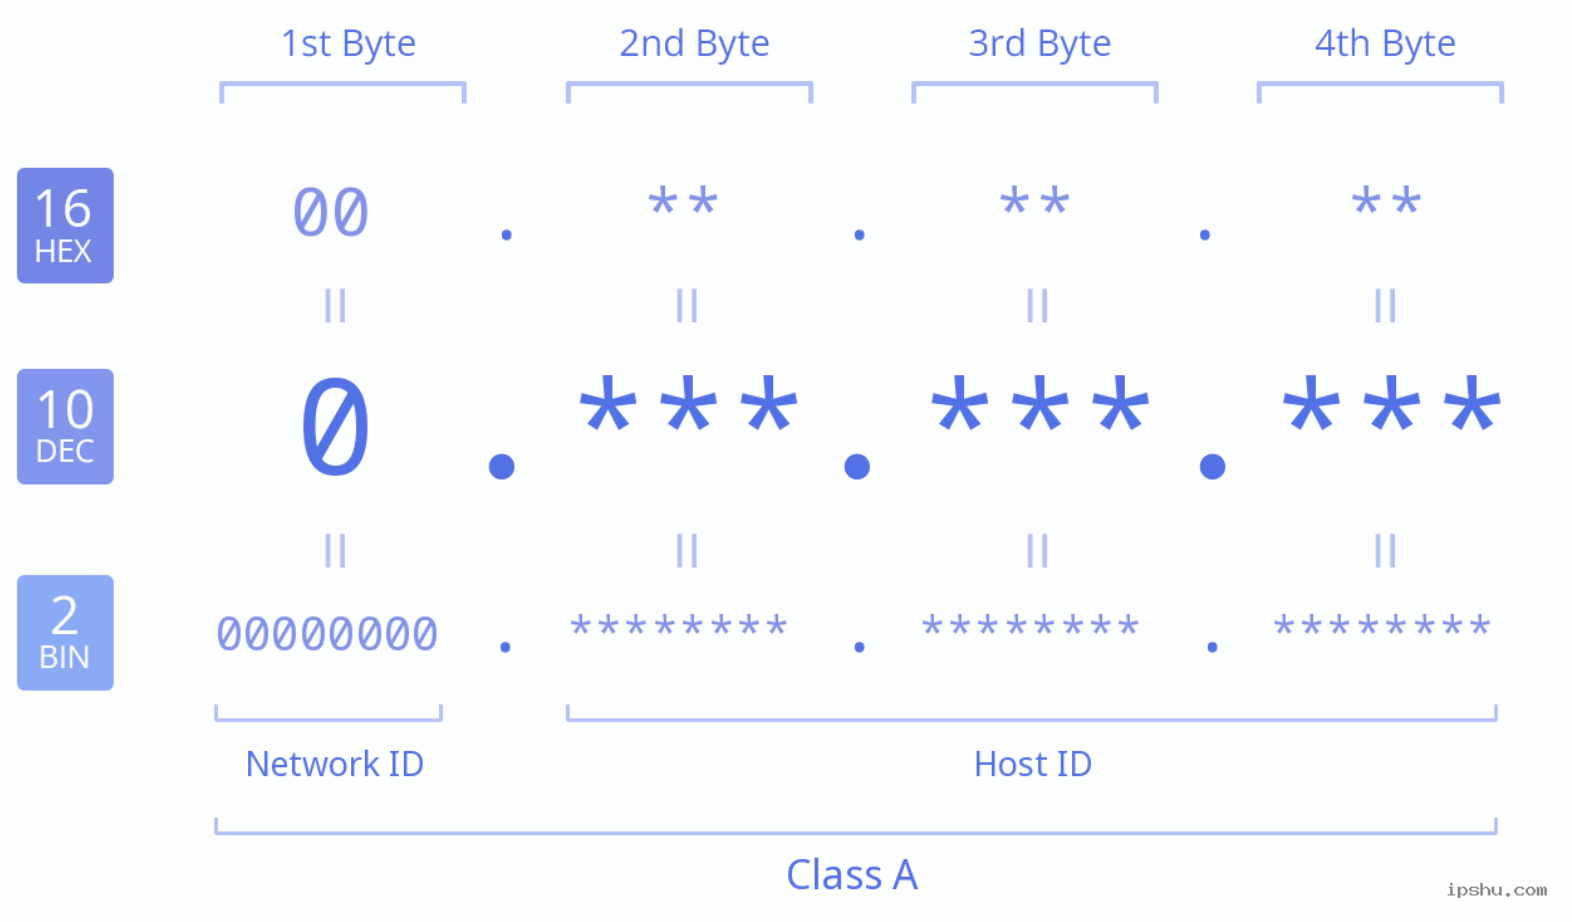 1st Byte 2nd Byte 3rd Byte 4th Byte
16 HEX
00 . ** . ** . **
= = = =
10 DEC
0 . *** . *** . ***
= = = =
2 BIN
00000000 . ******** . ******** . ********
Network ID Host ID
Class A
ipshu.com